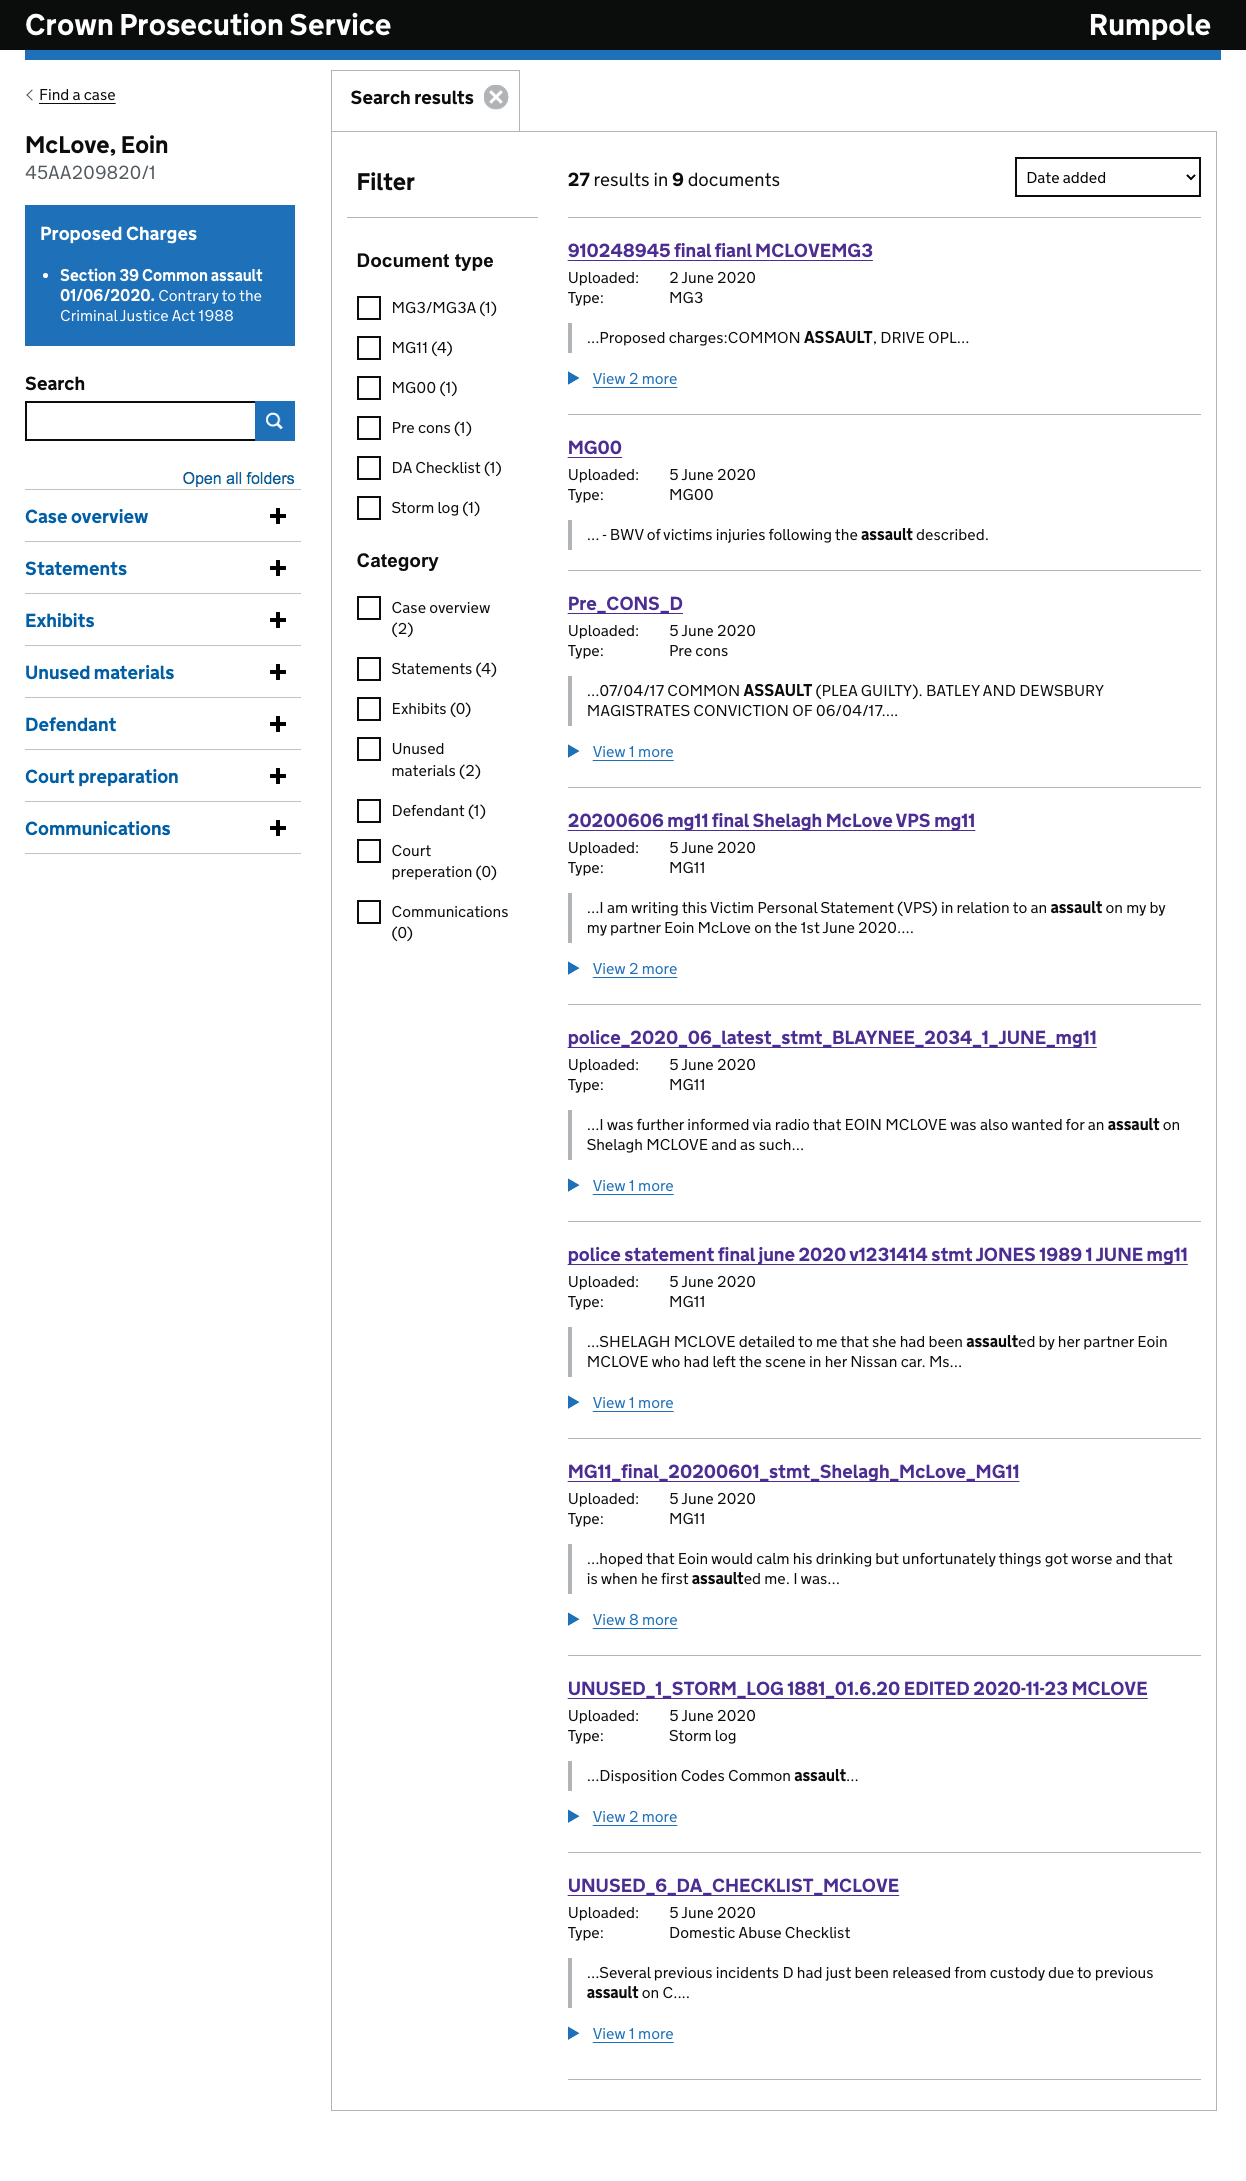 Crown Prosecution Service
Rumpole
Find a case
McLove, Eoin
45AA209820/1
Proposed Charges
Section 39 Common assault
01/06/2020. Contrary to the
Criminal Justice Act 1988
Search
Open all folders
Case overview
Statements
Exhibits
Unused materials
Defendant
Court preparation
Communications
Search results
Filter
Document type
MG3/MG3A (1)
MG11 (4)
MG00 (1)
Pre cons (1)
DA Checklist (1)
Storm log (1)
Category
Case overview
(2)
Statements (4)
Exhibits (0)
Unused
materials (2)
Defendant (1)
Court
preperation (0)
Communications
(0)
27 results in 9 documents
Date added
910248945 final fianl MCLOVEMG3
Uploaded: 2 June 2020
Type: MG3
...Proposed charges:COMMON ASSAULT, DRIVE OPL...
View 2 more
MG00
Uploaded: 5 June 2020
Type: MG00
... - BWV of victims injuries following the assault described.
Pre_CONS_D
Uploaded: 5 June 2020
Type: Pre cons
...07/04/17 COMMON ASSAULT (PLEA GUILTY). BATLEY AND DEWSBURY
MAGISTRATES CONVICTION OF 06/04/17....
View 1 more
20200606 mg11 final Shelagh McLove VPS mg11
Uploaded: 5 June 2020
Type: MG11
...I am writing this Victim Personal Statement (VPS) in relation to an assault on my by
my partner Eoin McLove on the 1st June 2020....
View 2 more
police_2020_06_latest_stmt_BLAYNEE_2034_1_JUNE_mg11
Uploaded: 5 June 2020
Type: MG11
...I was further informed via radio that EOIN MCLOVE was also wanted for an assault on
Shelagh MCLOVE and as such...
View 1 more
police statement final june 2020 v1231414 stmt JONES 1989 1 JUNE mg11
Uploaded: 5 June 2020
Type: MG11
...SHELAGH MCLOVE detailed to me that she had been assaulted by her partner Eoin
MCLOVE who had left the scene in her Nissan car. Ms...
View 1 more
MG11_final_20200601_stmt_Shelagh_McLove_MG11
Uploaded: 5 June 2020
Type: MG11
...hoped that Eoin would calm his drinking but unfortunately things got worse and that
is when he first assaulted me. I was...
View 8 more
UNUSED_1_STORM_LOG 1881_01.6.20 EDITED 2020-11-23 MCLOVE
Uploaded: 5 June 2020
Type: Storm log
...Disposition Codes Common assault...
View 2 more
UNUSED_6_DA_CHECKLIST_MCLOVE
Uploaded: 5 June 2020
Type: Domestic Abuse Checklist
...Several previous incidents D had just been released from custody due to previous
assault on C....
View 1 more